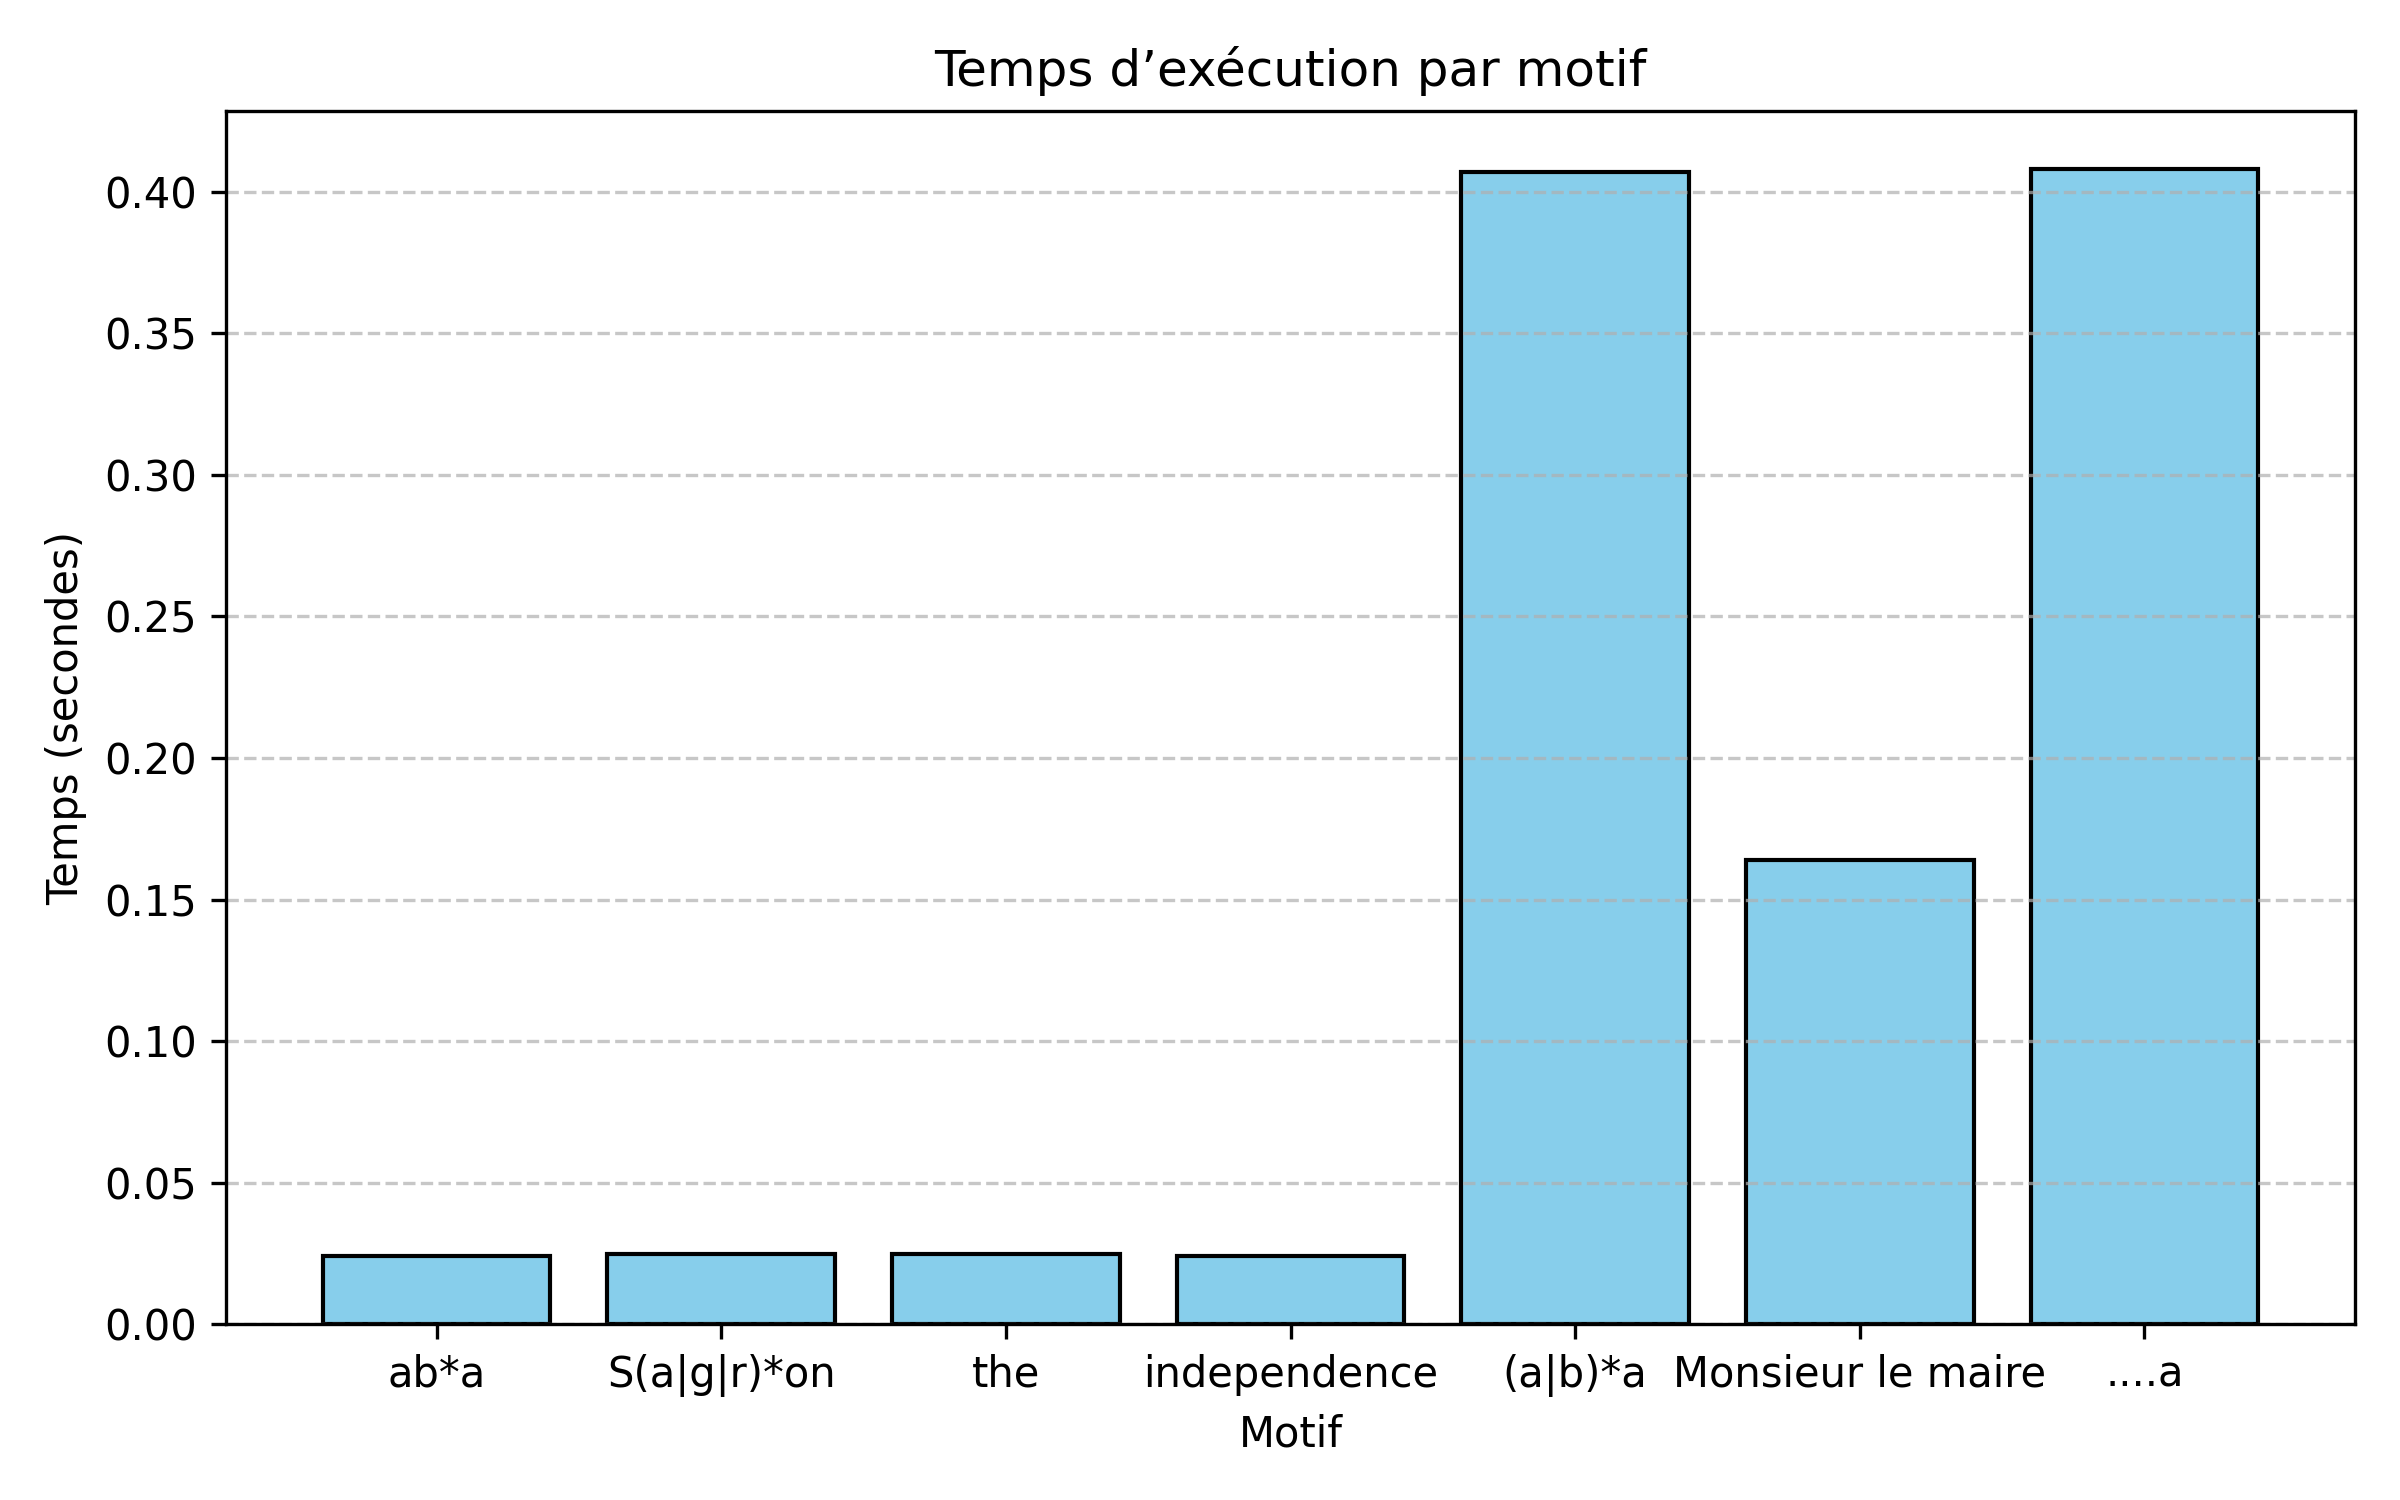 Temps d’exécution par motif
Temps (secondes)
0.40
0.35
0.30
0.25
0.20
0.15
0.10
0.05
0.00
ab*a S(a|g|r)*on the independence (a|b)*a Monsieur le maire ....a
Motif